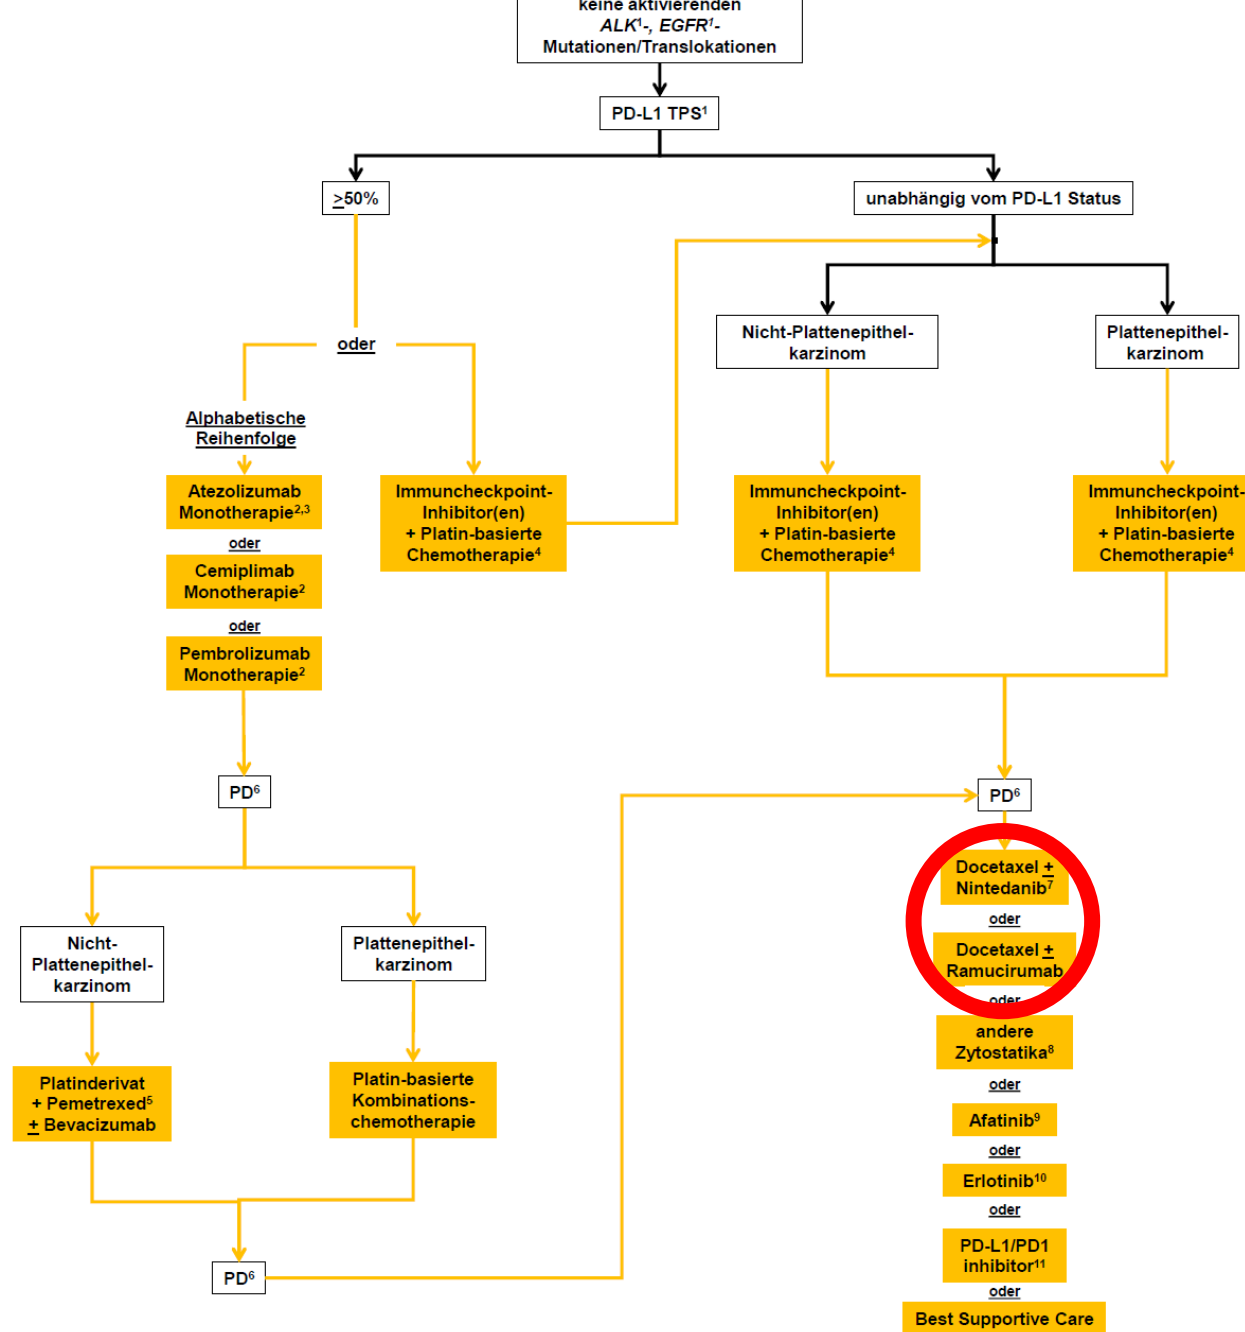 keine aktivierenden
ALK¹-, EGFR¹-
Mutationen/Translokationen
PD-L1 TPS¹
≥50%
unabhängig vom PD-L1 Status
oder
Nicht-Plattenepithel-
karzinom
Plattenepithel-
karzinom
Alphabetische
Reihenfolge
Atezolizumab
Monotherapie²,³
oder
Cemiplimab
Monotherapie²
oder
Pembrolizumab
Monotherapie²
Immuncheckpoint-
Inhibitor(en)
+ Platin-basierte
Chemotherapie⁴
Immuncheckpoint-
Inhibitor(en)
+ Platin-basierte
Chemotherapie⁴
Immuncheckpoint-
Inhibitor(en)
+ Platin-basierte
Chemotherapie⁴
PD⁶
Nicht-
Plattenepithel-
karzinom
Plattenepithel-
karzinom
Platinderivat
+ Pemetrexed⁵
± Bevacizumab
Platin-basierte
Kombinations-
chemotherapie
PD⁶
PD⁶
Docetaxel ±
Nintedanib⁷
oder
Docetaxel ±
Ramucirumab
oder
andere
Zytostatika⁸
oder
Afatinib⁹
oder
Erlotinib¹⁰
oder
PD-L1/PD1
inhibitor¹¹
oder
Best Supportive Care